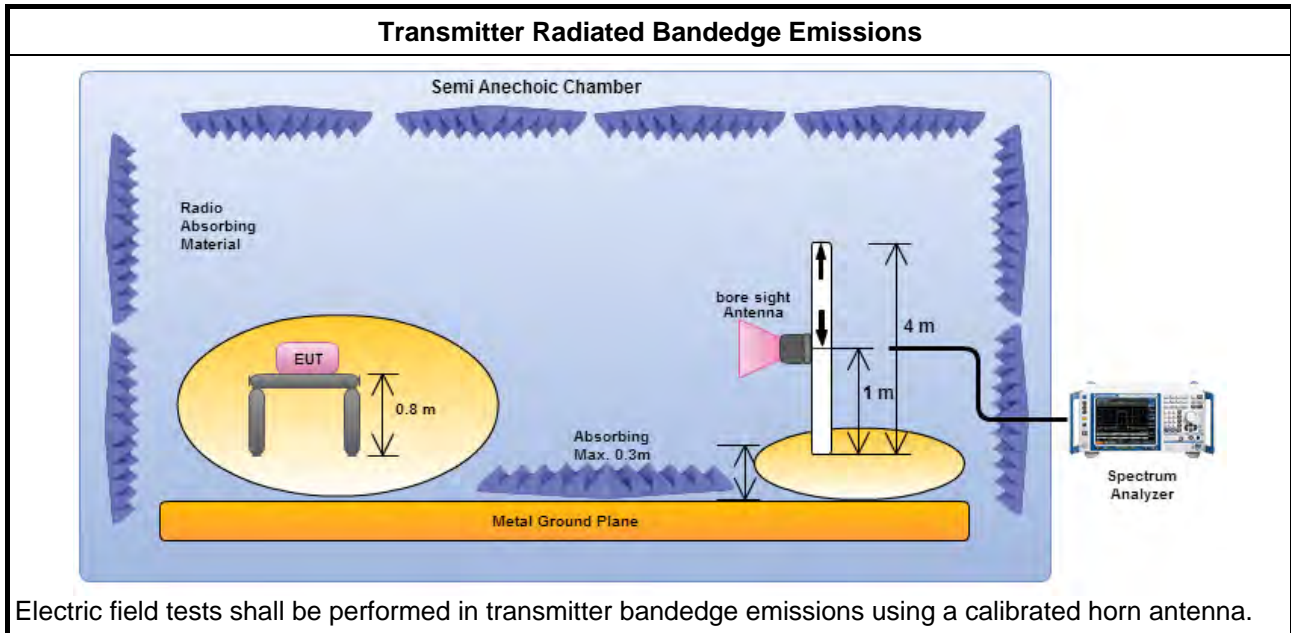 Transmitter Radiated Bandedge Emissions
Semi Anechoic Chamber
Radio
Absorbing
Material
bore sight
Antenna
4 m
EUT
1 m
0.8 m
Absorbing
Max. 0.3m
Spectrum
Analyzer
Metal Ground Plane
Electric field tests shall be performed in transmitter bandedge emissions using a calibrated horn antenna.